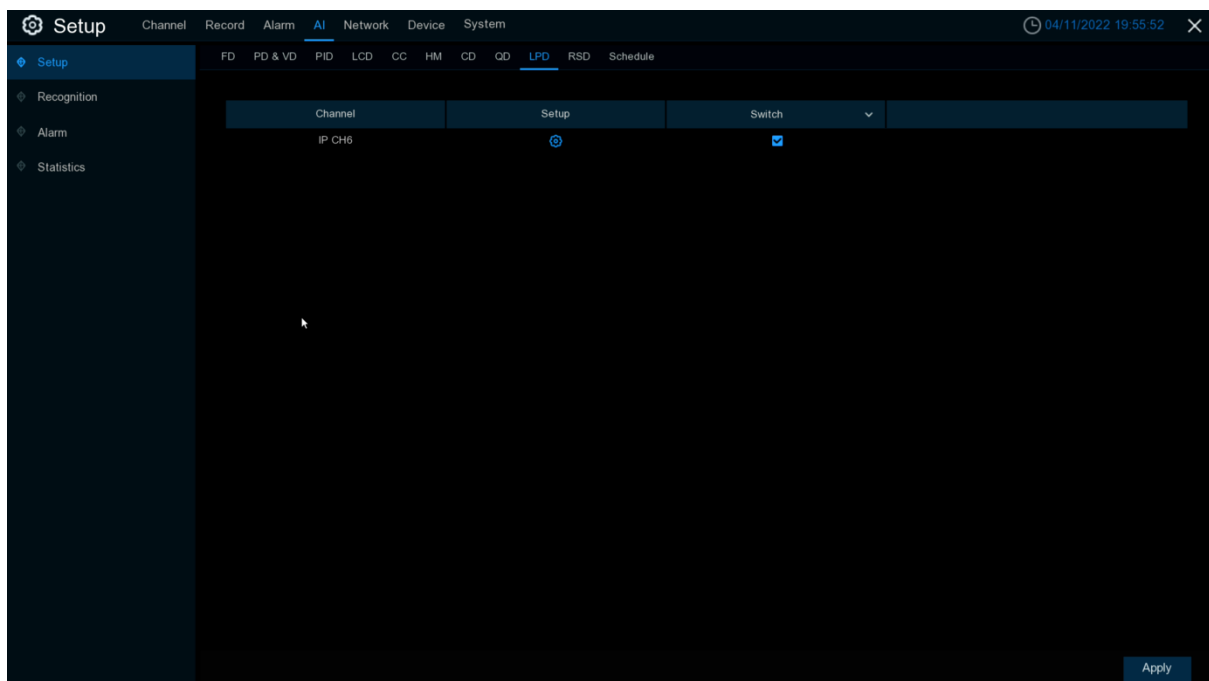 Setup Channel Record Alarm AI Network Device System 04/11/2022 19:55:52
Setup
Recognition
Alarm
Statistics
FD PD & VD PID LCD CC HM CD QD LPD RSD Schedule
Channel Setup Switch
IP CH6
Apply